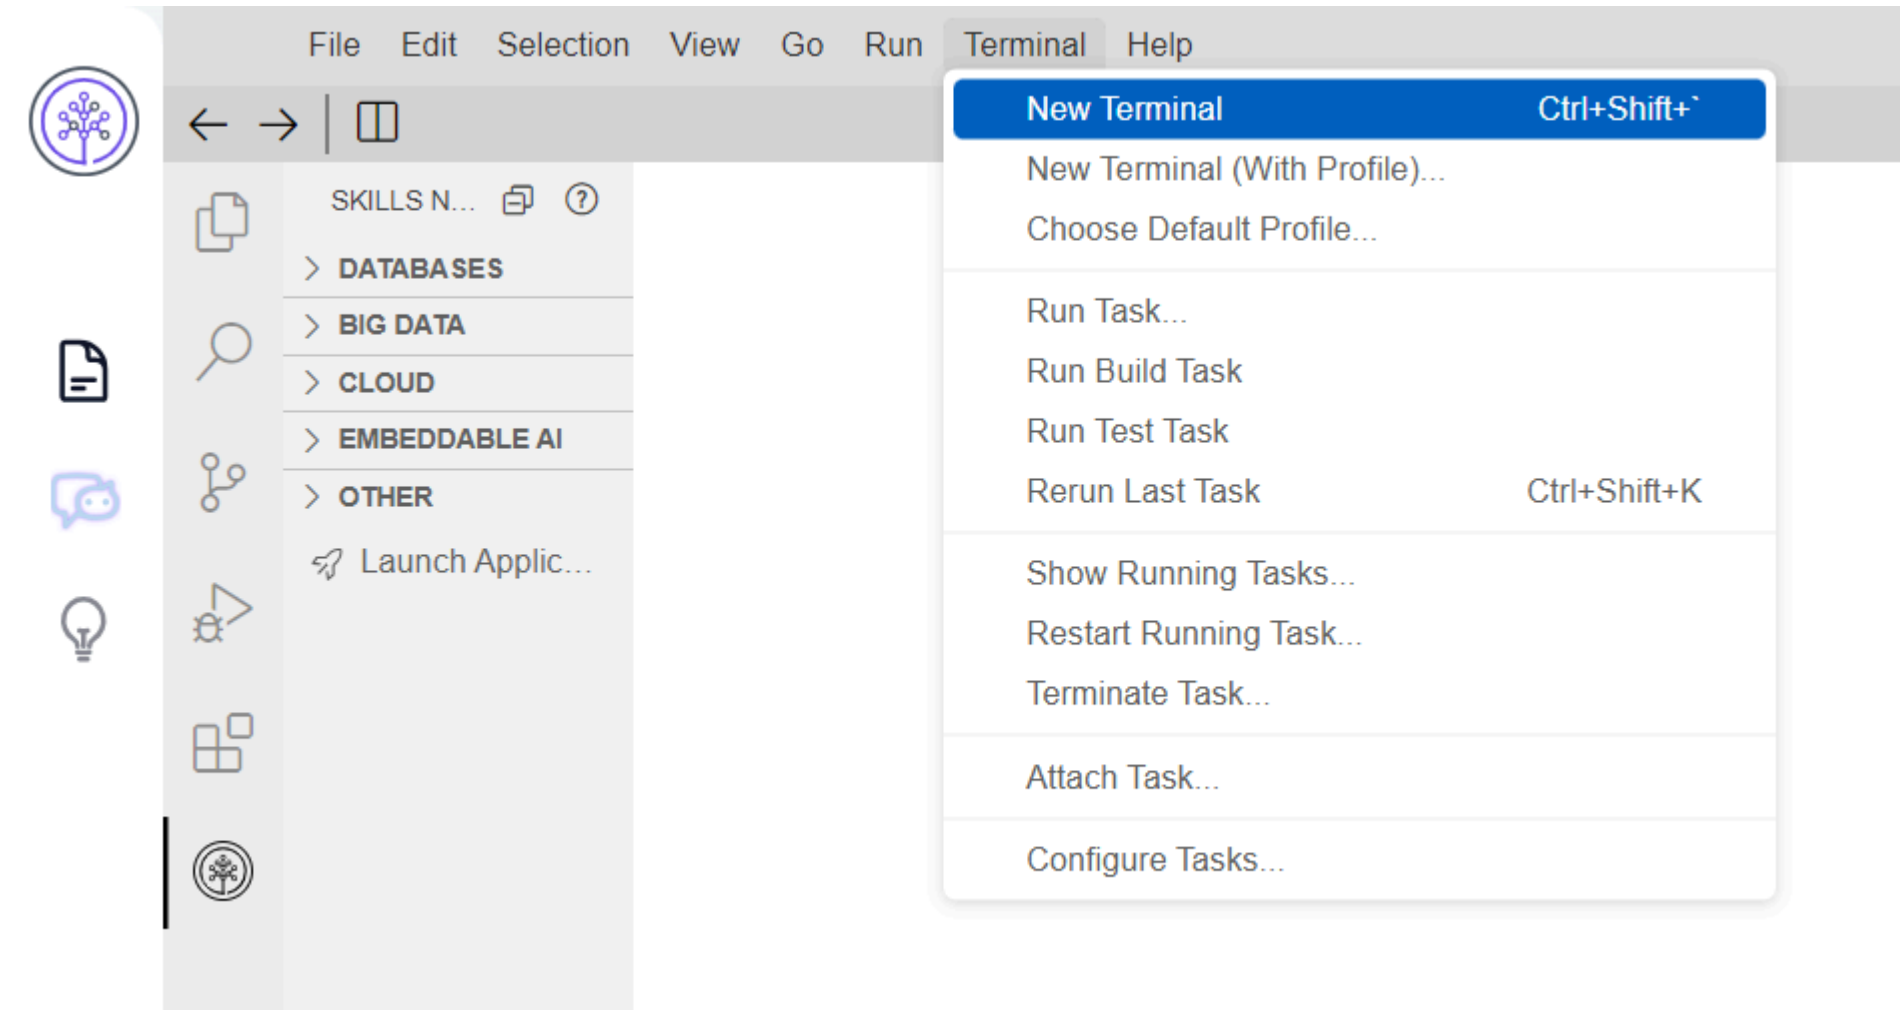 File Edit Selection View Go Run Terminal Help
SKILLS N...
DATABASES
BIG DATA
CLOUD
EMBEDDABLE AI
OTHER
Launch Applic...
New Terminal Ctrl+Shift+`
New Terminal (With Profile)...
Choose Default Profile...
Run Task...
Run Build Task
Run Test Task
Rerun Last Task Ctrl+Shift+K
Show Running Tasks...
Restart Running Task...
Terminate Task...
Attach Task...
Configure Tasks...